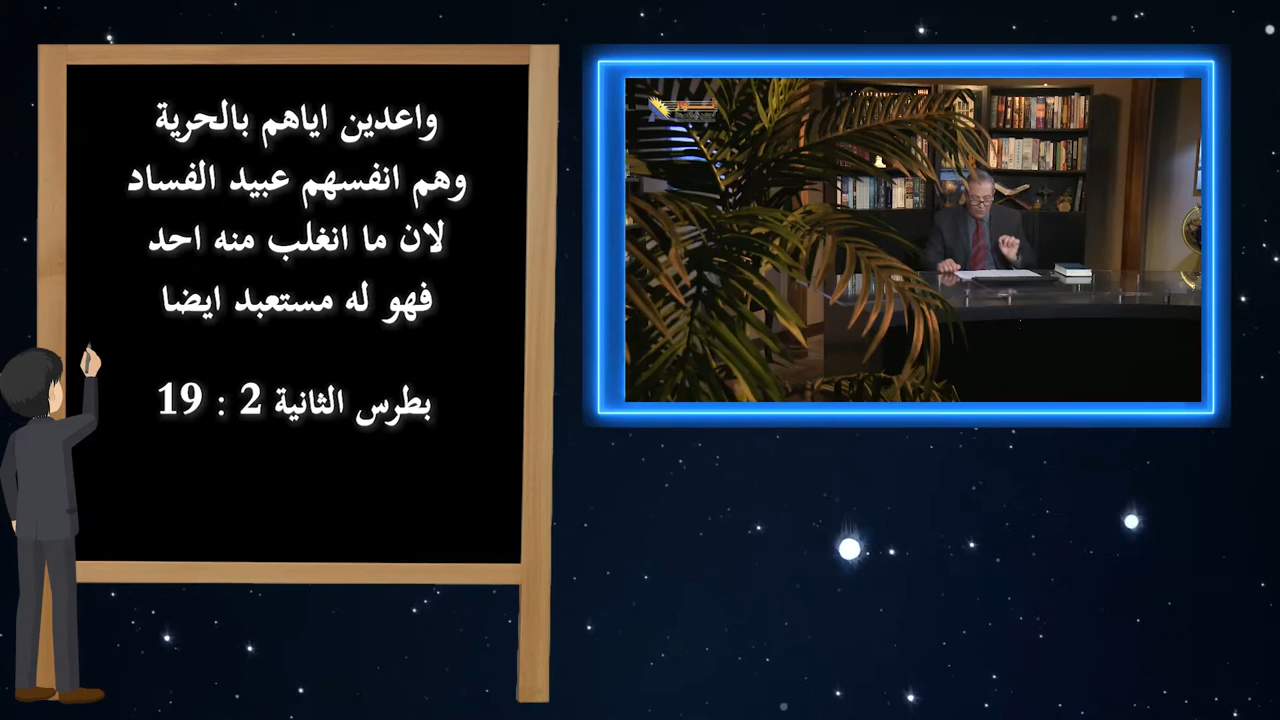 واعدين اياهم بالحرية
وهم انفسهم عبيد الفساد
لان ما انغلب منه احد
فهو له مستعبد ايضا
بطرس الثانية 2 : 19